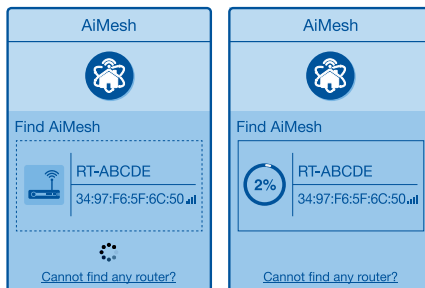 AiMesh
Find AiMesh
RT-ABCDE
34:97:F6:5F:6C:50
Cannot find any router?
AiMesh
Find AiMesh
2%
RT-ABCDE
34:97:F6:5F:6C:50
Cannot find any router?